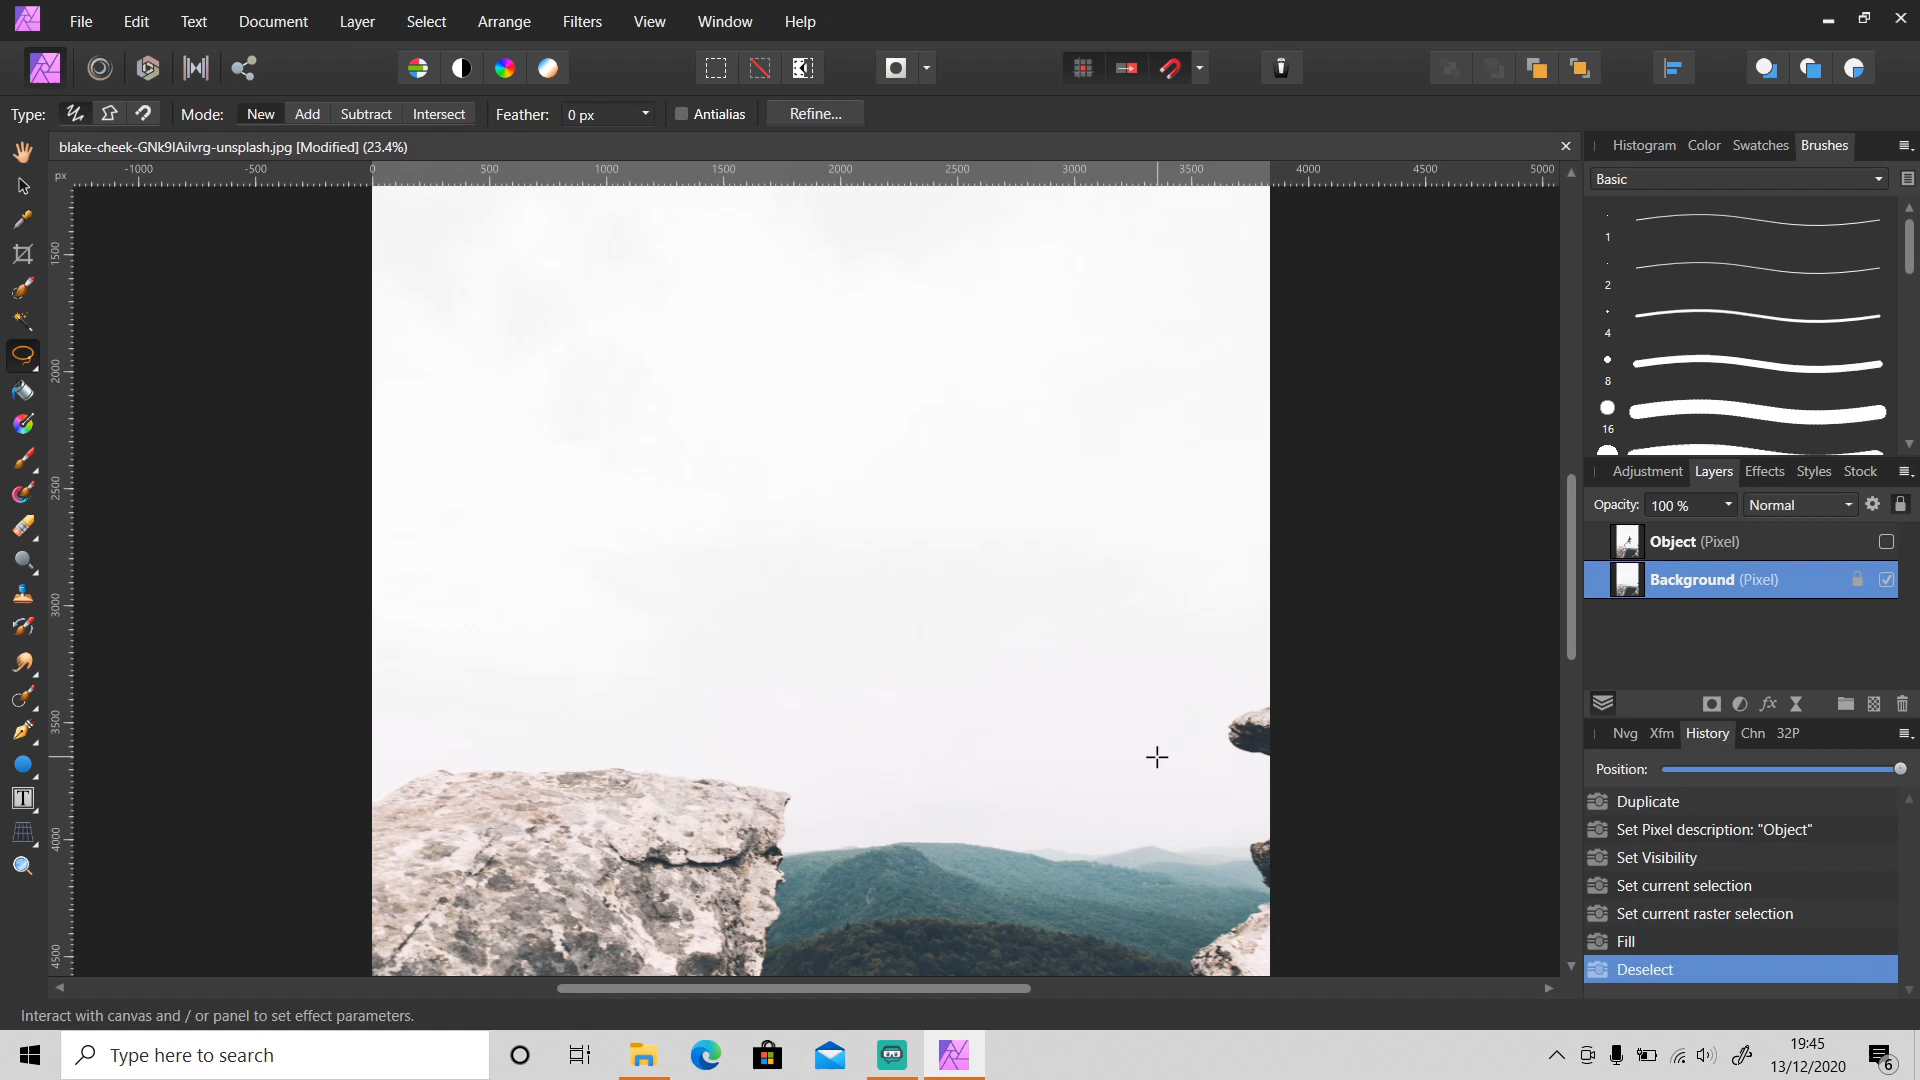 File Edit Text Document Layer Select Arrange Filters View Window Help
Type: Mode: New Add Subtract Intersect Feather: 0 px Antialias Refine...
blake-cheek-GNk9lAilvrg-unsplash.jpg [Modified] (23.4%)
px -1000 -500 0 500 1000 1500 2000 2500 3000 3500 4000 4500 5000
1500
2000
2500
3000
3500
4000
4500
Histogram Color Swatches Brushes
Basic
1
2
4
8
16
Adjustment Layers Effects Styles Stock
Opacity: 100 % Normal
Object (Pixel)
Background (Pixel)
Nvg Xfm History Chn 32P
Position:
Duplicate
Set Pixel description: "Object"
Set Visibility
Set current selection
Set current raster selection
Fill
Deselect
Interact with canvas and / or panel to set effect parameters.
Type here to search
19:45
13/12/2020
6